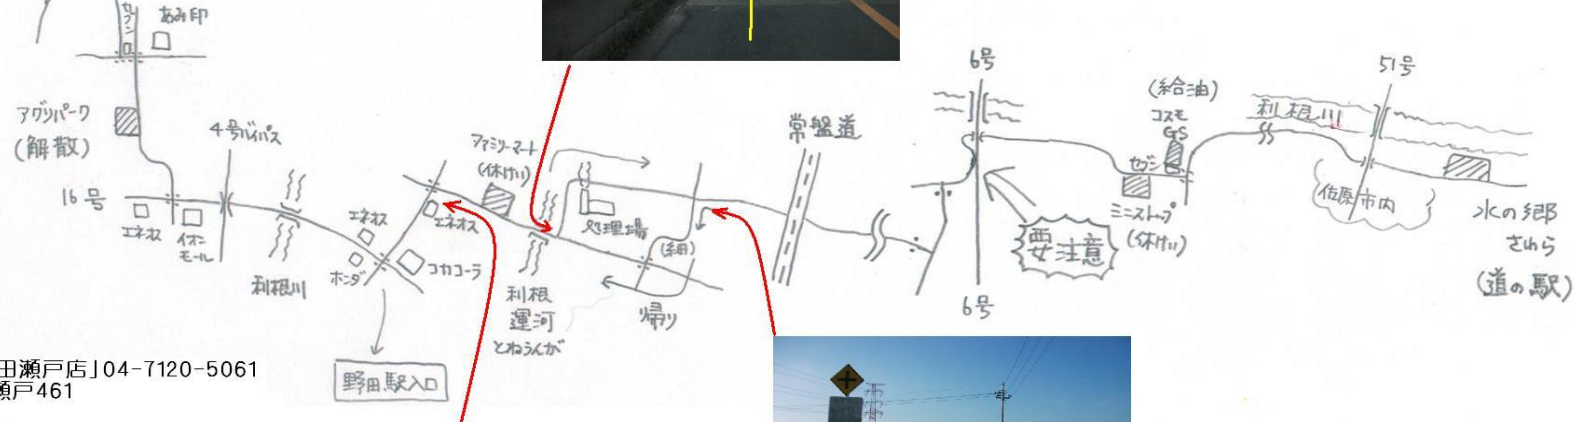 セブン
あみ印
アグリパーク
(解散)
4号バイパス
16号
エネオス
イオン
モール
利根川
エネオス
ホンダ
コカコーラ
野田駅入口
エネオス
ファミリーマート
(休けい)
利根
運河
とねうんが
処理場
(細)
帰り
常盤道
6号
要注意
6号
(給油)
コスモ
GS
セブン
ミニストップ
(休けい)
利根川
51号
佐原市内
水の郷
さわら
(道の駅)
田瀬戸店」04-7120-5061
瀬戸461